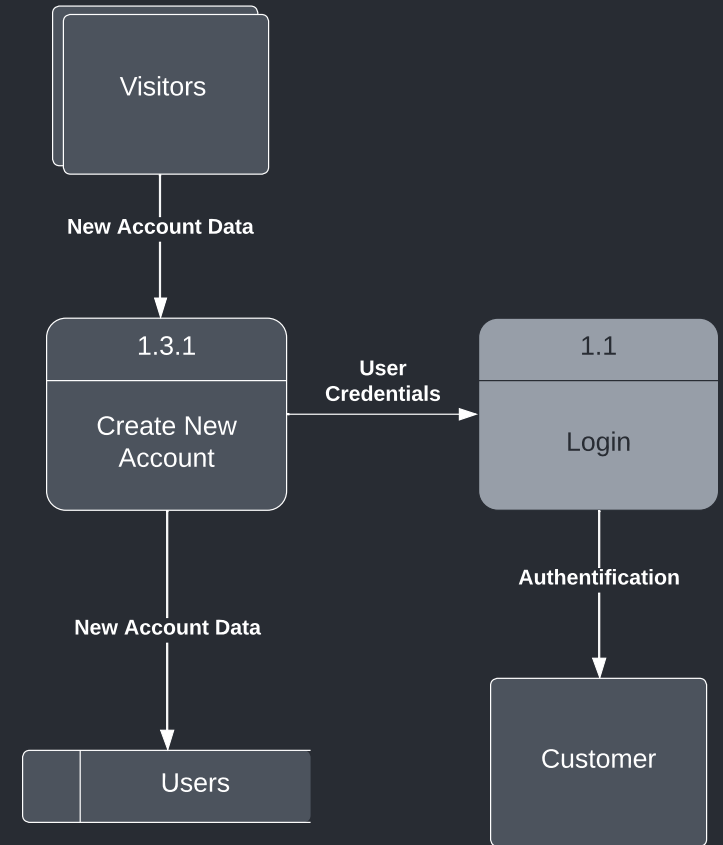 Visitors
New Account Data
1.3.1
Create New
Account
User
Credentials
1.1
Login
New Account Data
Authentification
Users
Customer